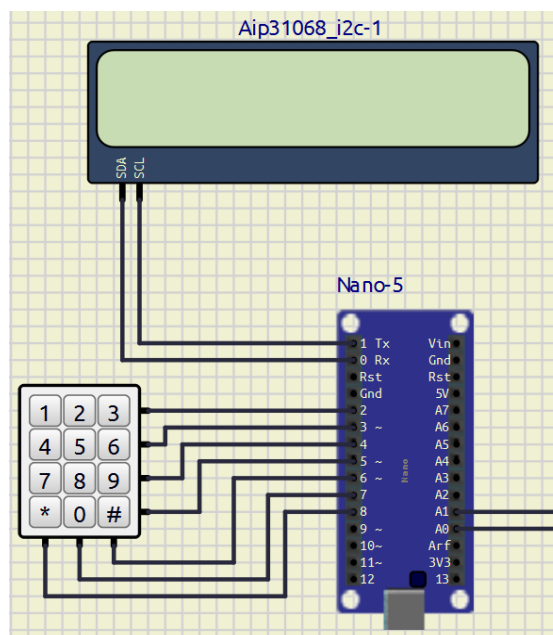 Aip31068_i2c-1
SDA
SCL
Nano-5
1 Tx Vin
0 Rx Gnd
Rst Rst
Gnd 5V
2 A7
3 ~ A6
4 A5
5 ~ A4
6 ~ A3
7 A2
8 A1
9 ~ A0
10~ Arf
11~ 3V3
12 13
Nano
1 2 3
4 5 6
7 8 9
* 0 #